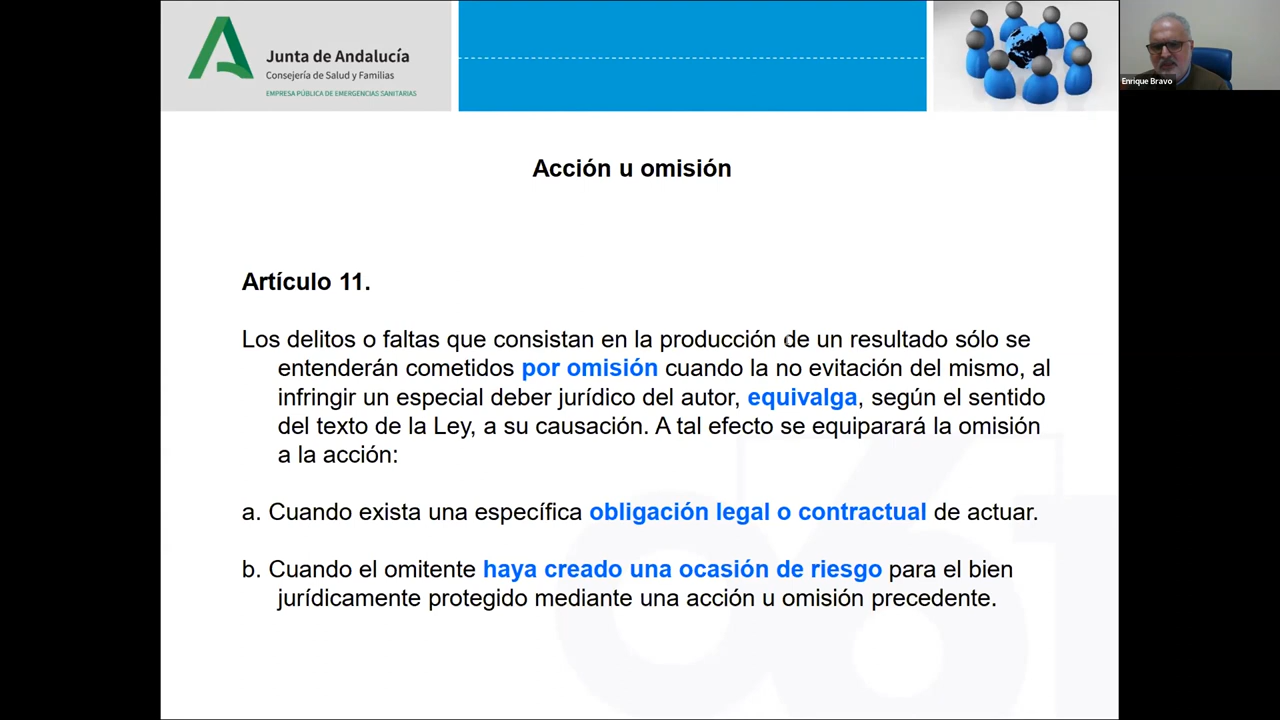 Junta de Andalucía
Consejería de Salud y Familias
EMPRESA PÚBLICA DE EMERGENCIAS SANITARIAS
Enrique Bravo
Acción u omisión
Artículo 11.
Los delitos o faltas que consistan en la producción de un resultado sólo se
entenderán cometidos por omisión cuando la no evitación del mismo, al
infringir un especial deber jurídico del autor, equivalga, según el sentido
del texto de la Ley, a su causación. A tal efecto se equiparará la omisión
a la acción:
a. Cuando exista una específica obligación legal o contractual de actuar.
b. Cuando el omitente haya creado una ocasión de riesgo para el bien
jurídicamente protegido mediante una acción u omisión precedente.
061